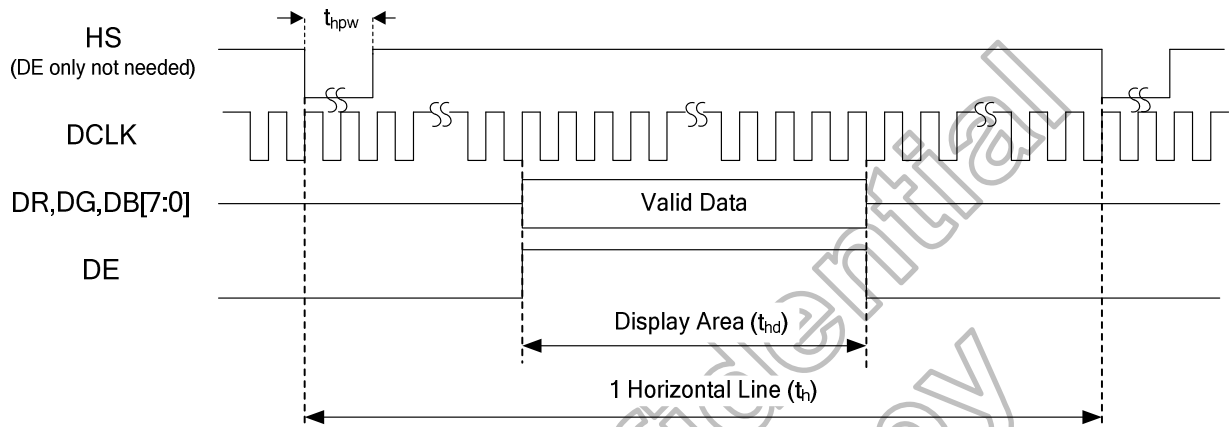 t_hpw
HS
(DE only not needed)
DCLK
DR,DG,DB[7:0]
Valid Data
DE
Display Area (t_hd)
1 Horizontal Line (t_h)